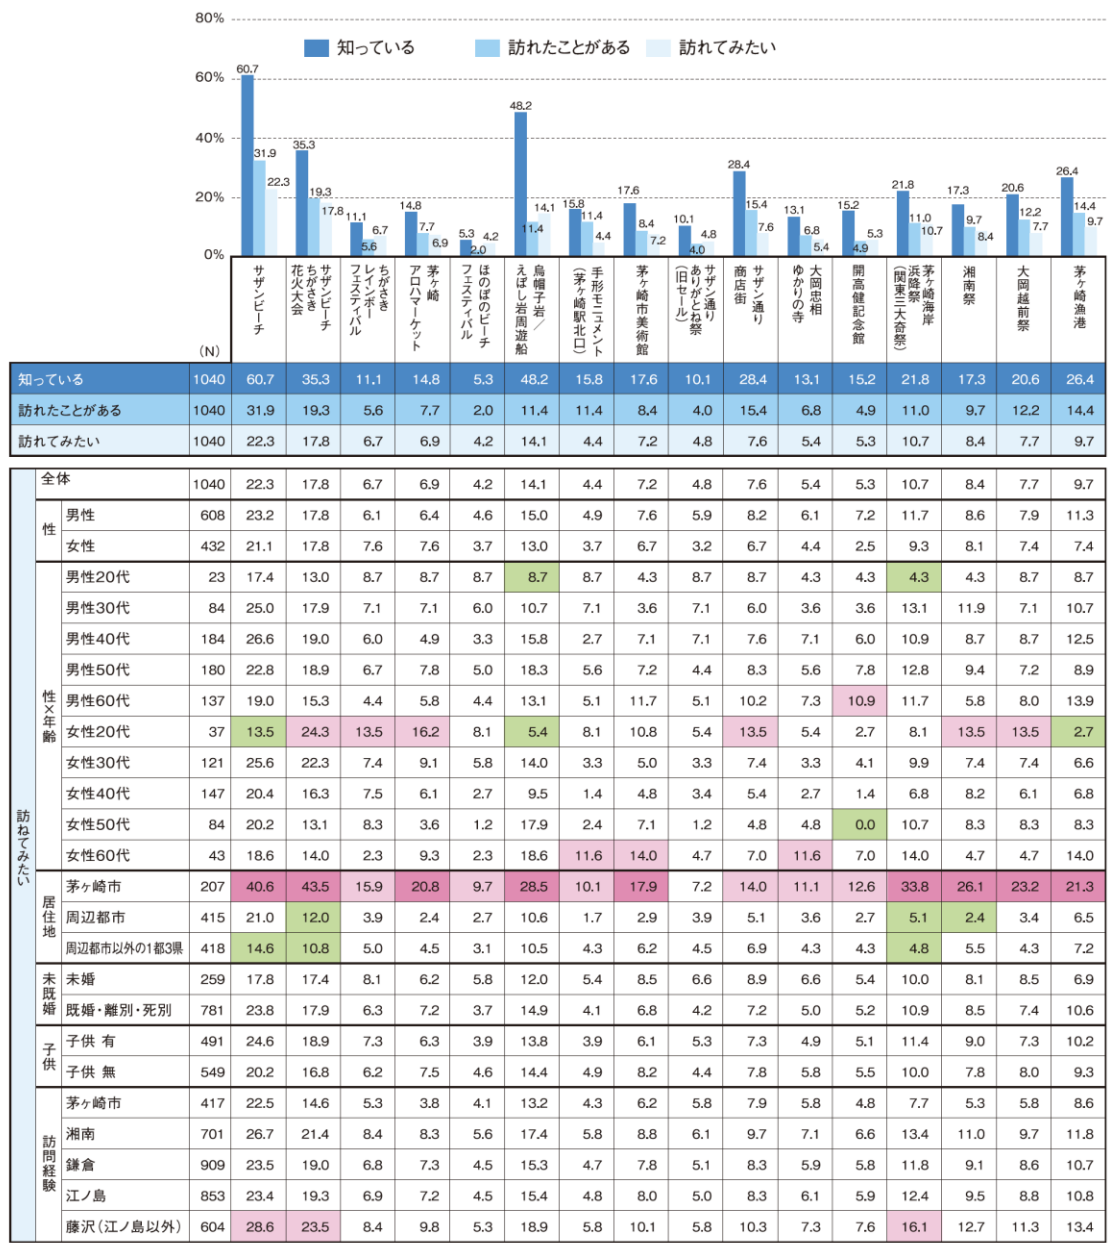 80%
知っている 訪れたことがある 訪れてみたい
60%
40%
20%
0%
60.7 31.9 22.3
35.3 19.3 17.8
11.1 5.6 6.7
14.8 7.7 6.9
5.3 2.0 4.2
48.2 11.4 14.1
15.8 11.4 4.4
17.6 8.4 7.2
10.1 4.0 4.8
28.4 15.4 7.6
13.1 6.8 5.4
15.2 4.9 5.3
21.8 11.0 10.7
17.3 9.7 8.4
20.6 12.2 7.7
26.4 14.4 9.7
(N)
サザンビーチ
サザンビーチ
ちがさき
花火大会
ちがさき
レインボー
フェスティバル
茅ヶ崎
アロハマーケット
ほのぼのビーチ
フェスティバル
烏帽子岩／
えぼし岩周遊船
手形モニュメント
（茅ヶ崎駅北口）
茅ヶ崎市美術館
サザン通り
ありがとね祭
（旧セール）
サザン通り
商店街
大岡忠相
ゆかりの寺
開高健記念館
茅ヶ崎海岸
浜降祭
（関東三大奇祭）
湘南祭
大岡越前祭
茅ヶ崎漁港
知っている 1040 60.7 35.3 11.1 14.8 5.3 48.2 15.8 17.6 10.1 28.4 13.1 15.2 21.8 17.3 20.6 26.4
訪れたことがある 1040 31.9 19.3 5.6 7.7 2.0 11.4 11.4 8.4 4.0 15.4 6.8 4.9 11.0 9.7 12.2 14.4
訪れてみたい 1040 22.3 17.8 6.7 6.9 4.2 14.1 4.4 7.2 4.8 7.6 5.4 5.3 10.7 8.4 7.7 9.7
訪ねてみたい
全体 1040 22.3 17.8 6.7 6.9 4.2 14.1 4.4 7.2 4.8 7.6 5.4 5.3 10.7 8.4 7.7 9.7
性
男性 608 23.2 17.8 6.1 6.4 4.6 15.0 4.9 7.6 5.9 8.2 6.1 7.2 11.7 8.6 7.9 11.3
女性 432 21.1 17.8 7.6 7.6 3.7 13.0 3.7 6.7 3.2 6.7 4.4 2.5 9.3 8.1 7.4 7.4
性×年齢
男性20代 23 17.4 13.0 8.7 8.7 8.7 8.7 8.7 4.3 8.7 8.7 4.3 4.3 4.3 4.3 8.7 8.7
男性30代 84 25.0 17.9 7.1 7.1 6.0 10.7 7.1 3.6 7.1 6.0 3.6 3.6 13.1 11.9 7.1 10.7
男性40代 184 26.6 19.0 6.0 4.9 3.3 15.8 2.7 7.1 7.1 7.6 7.1 6.0 10.9 8.7 8.7 12.5
男性50代 180 22.8 18.9 6.7 7.8 5.0 18.3 5.6 7.2 4.4 8.3 5.6 7.8 12.8 9.4 7.2 8.9
男性60代 137 19.0 15.3 4.4 5.8 4.4 13.1 5.1 11.7 5.1 10.2 7.3 10.9 11.7 5.8 8.0 13.9
女性20代 37 13.5 24.3 13.5 16.2 8.1 5.4 8.1 10.8 5.4 13.5 5.4 2.7 8.1 13.5 13.5 2.7
女性30代 121 25.6 22.3 7.4 9.1 5.8 14.0 3.3 5.0 3.3 7.4 3.3 4.1 9.9 7.4 7.4 6.6
女性40代 147 20.4 16.3 7.5 6.1 2.7 9.5 1.4 4.8 3.4 5.4 2.7 1.4 6.8 8.2 6.1 6.8
女性50代 84 20.2 13.1 8.3 3.6 1.2 17.9 2.4 7.1 1.2 4.8 4.8 0.0 10.7 8.3 8.3 8.3
女性60代 43 18.6 14.0 2.3 9.3 2.3 18.6 11.6 14.0 4.7 7.0 11.6 7.0 14.0 4.7 4.7 14.0
居住地
茅ヶ崎市 207 40.6 43.5 15.9 20.8 9.7 28.5 10.1 17.9 7.2 14.0 11.1 12.6 33.8 26.1 23.2 21.3
周辺都市 415 21.0 12.0 3.9 2.4 2.7 10.6 1.7 2.9 3.9 5.1 3.6 2.7 5.1 2.4 3.4 6.5
周辺都市以外の1都3県 418 14.6 10.8 5.0 4.5 3.1 10.5 4.3 6.2 4.5 6.9 4.3 4.3 4.8 5.5 4.3 7.2
未既婚
未婚 259 17.8 17.4 8.1 6.2 5.8 12.0 5.4 8.5 6.6 8.9 6.6 5.4 10.0 8.1 8.5 6.9
既婚・離別・死別 781 23.8 17.9 6.3 7.2 3.7 14.9 4.1 6.8 4.2 7.2 5.0 5.2 10.9 8.5 7.4 10.6
子供
子供 有 491 24.6 18.9 7.3 6.3 3.9 13.8 3.9 6.1 5.3 7.3 4.9 5.1 11.4 9.0 7.3 10.2
子供 無 549 20.2 16.8 6.2 7.5 4.6 14.4 4.9 8.2 4.4 7.8 5.8 5.5 10.0 7.8 8.0 9.3
訪問経験
茅ヶ崎市 417 22.5 14.6 5.3 3.8 4.1 13.2 4.3 6.2 5.8 7.9 5.8 4.8 7.7 5.3 5.8 8.6
湘南 701 26.7 21.4 8.4 8.3 5.6 17.4 5.8 8.8 6.1 9.7 7.1 6.6 13.4 11.0 9.7 11.8
鎌倉 909 23.5 19.0 6.8 7.3 4.5 15.3 4.7 7.8 5.1 8.3 5.9 5.8 11.8 9.1 8.6 10.7
江ノ島 853 23.4 19.3 6.9 7.2 4.5 15.4 4.8 8.0 5.0 8.3 6.1 5.9 12.4 9.5 8.8 10.8
藤沢（江ノ島以外） 604 28.6 23.5 8.4 9.8 5.3 18.9 5.8 10.1 5.8 10.3 7.3 7.6 16.1 12.7 11.3 13.4